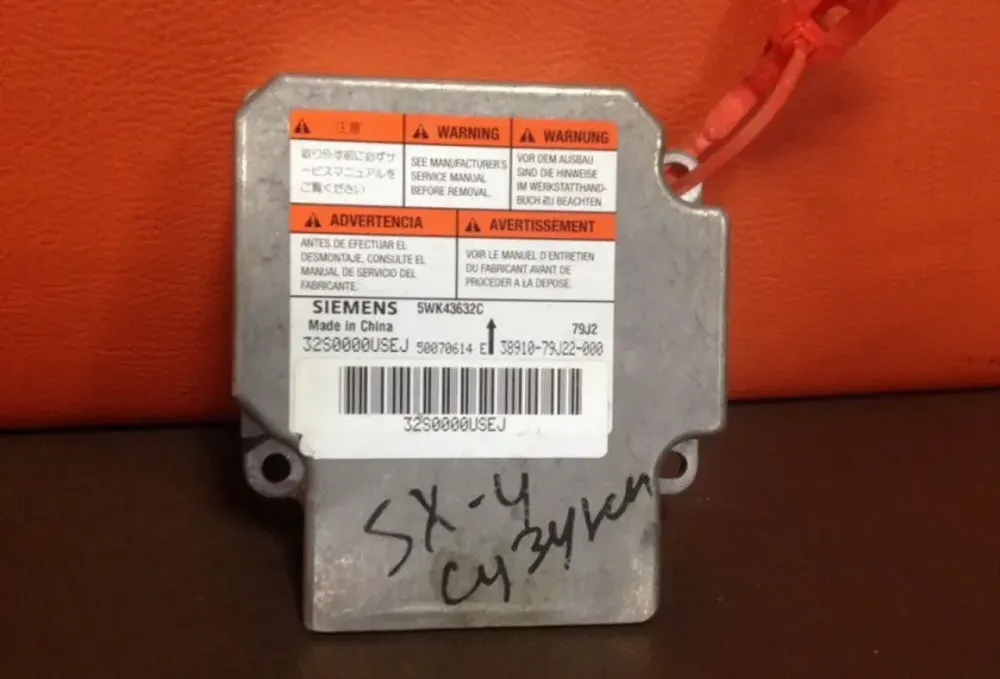 注意
取り外す前に必ずサ
ービスマニュアルを
ご覧ください
WARNING
SEE MANUFACTURER'S
SERVICE MANUAL
BEFORE REMOVAL.
WARNUNG
VOR DEM AUSBAU
SIND DIE HINWEISE
IM WERKSTATTHAND-
BUCH ZU BEACHTEN.
ADVERTENCIA
ANTES DE EFECTUAR EL
DESMONTAJE, CONSULTE EL
MANUAL DE SERVICIO DEL
FABRICANTE.
AVERTISSEMENT
VOIR LE MANUEL D'ENTRETIEN
DU FABRICANT AVANT DE
PROCEDER A LA DEPOSE.
SIEMENS 5WK43632C
Made in China 79J2
32S0000USEJ 50070614 E 38910-79J22-000
32S0000USEJ
SX-4
Сузуки